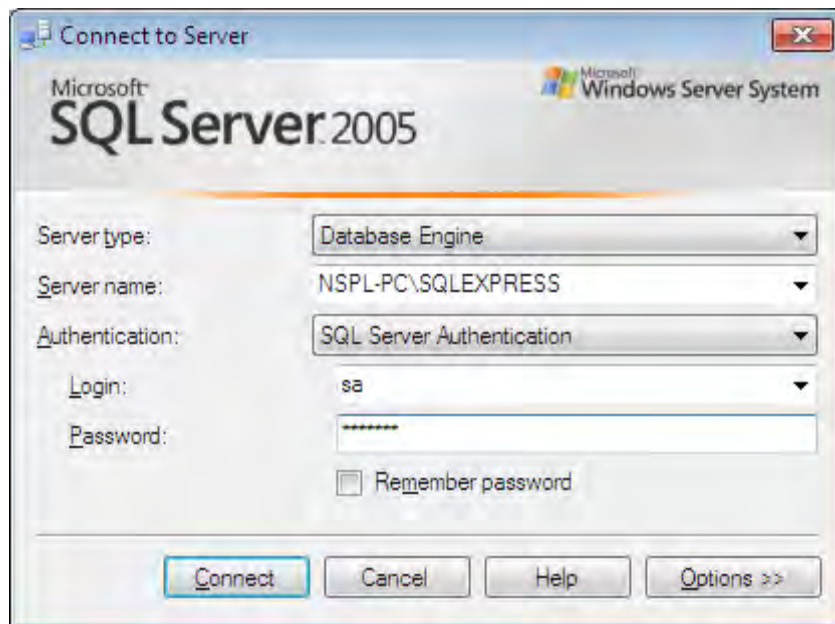 Connect to Server
Microsoft
SQL Server 2005
Microsoft
Windows Server System
Server type: Database Engine
Server name: NSPL-PC\SQLEXPRESS
Authentication: SQL Server Authentication
Login: sa
Password: *******
Remember password
Connect Cancel Help Options >>